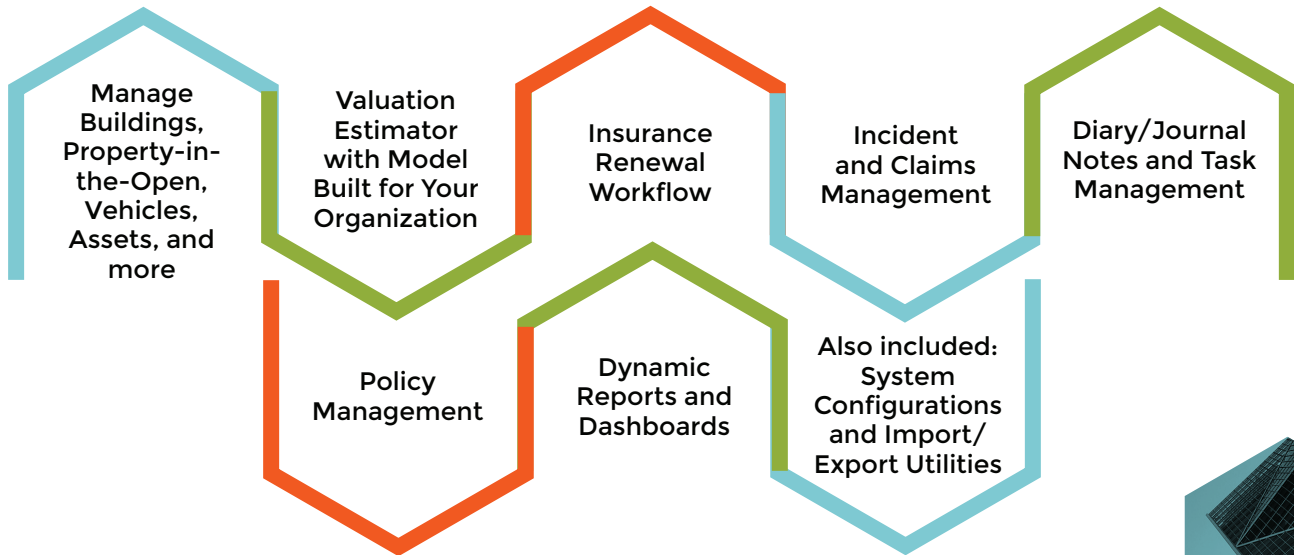 Manage
Buildings,
Property-in-
the-Open,
Vehicles,
Assets, and
more
Valuation
Estimator
with Model
Built for Your
Organization
Insurance
Renewal
Workflow
Incident
and Claims
Management
Diary/Journal
Notes and Task
Management
Policy
Management
Dynamic
Reports and
Dashboards
Also included:
System
Configurations
and Import/
Export Utilities